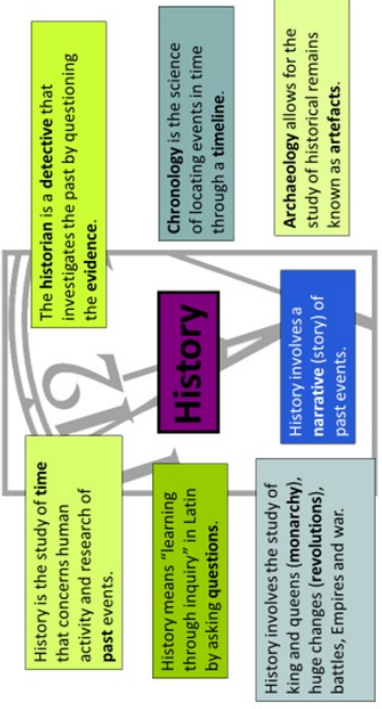 History is the study of time
that concerns human
activity and research of
past events.
The historian is a detective that
investigates the past by questioning
the evidence.
12
History means “learning
through inquiry” in Latin
by asking questions.
History
Chronology is the science
of locating events in time
through a timeline.
History involves the study of
king and queens (monarchy),
huge changes (revolutions),
battles, Empires and war.
History involves a
narrative (story) of
past events.
Archaeology allows for the
study of historical remains
known as artefacts.